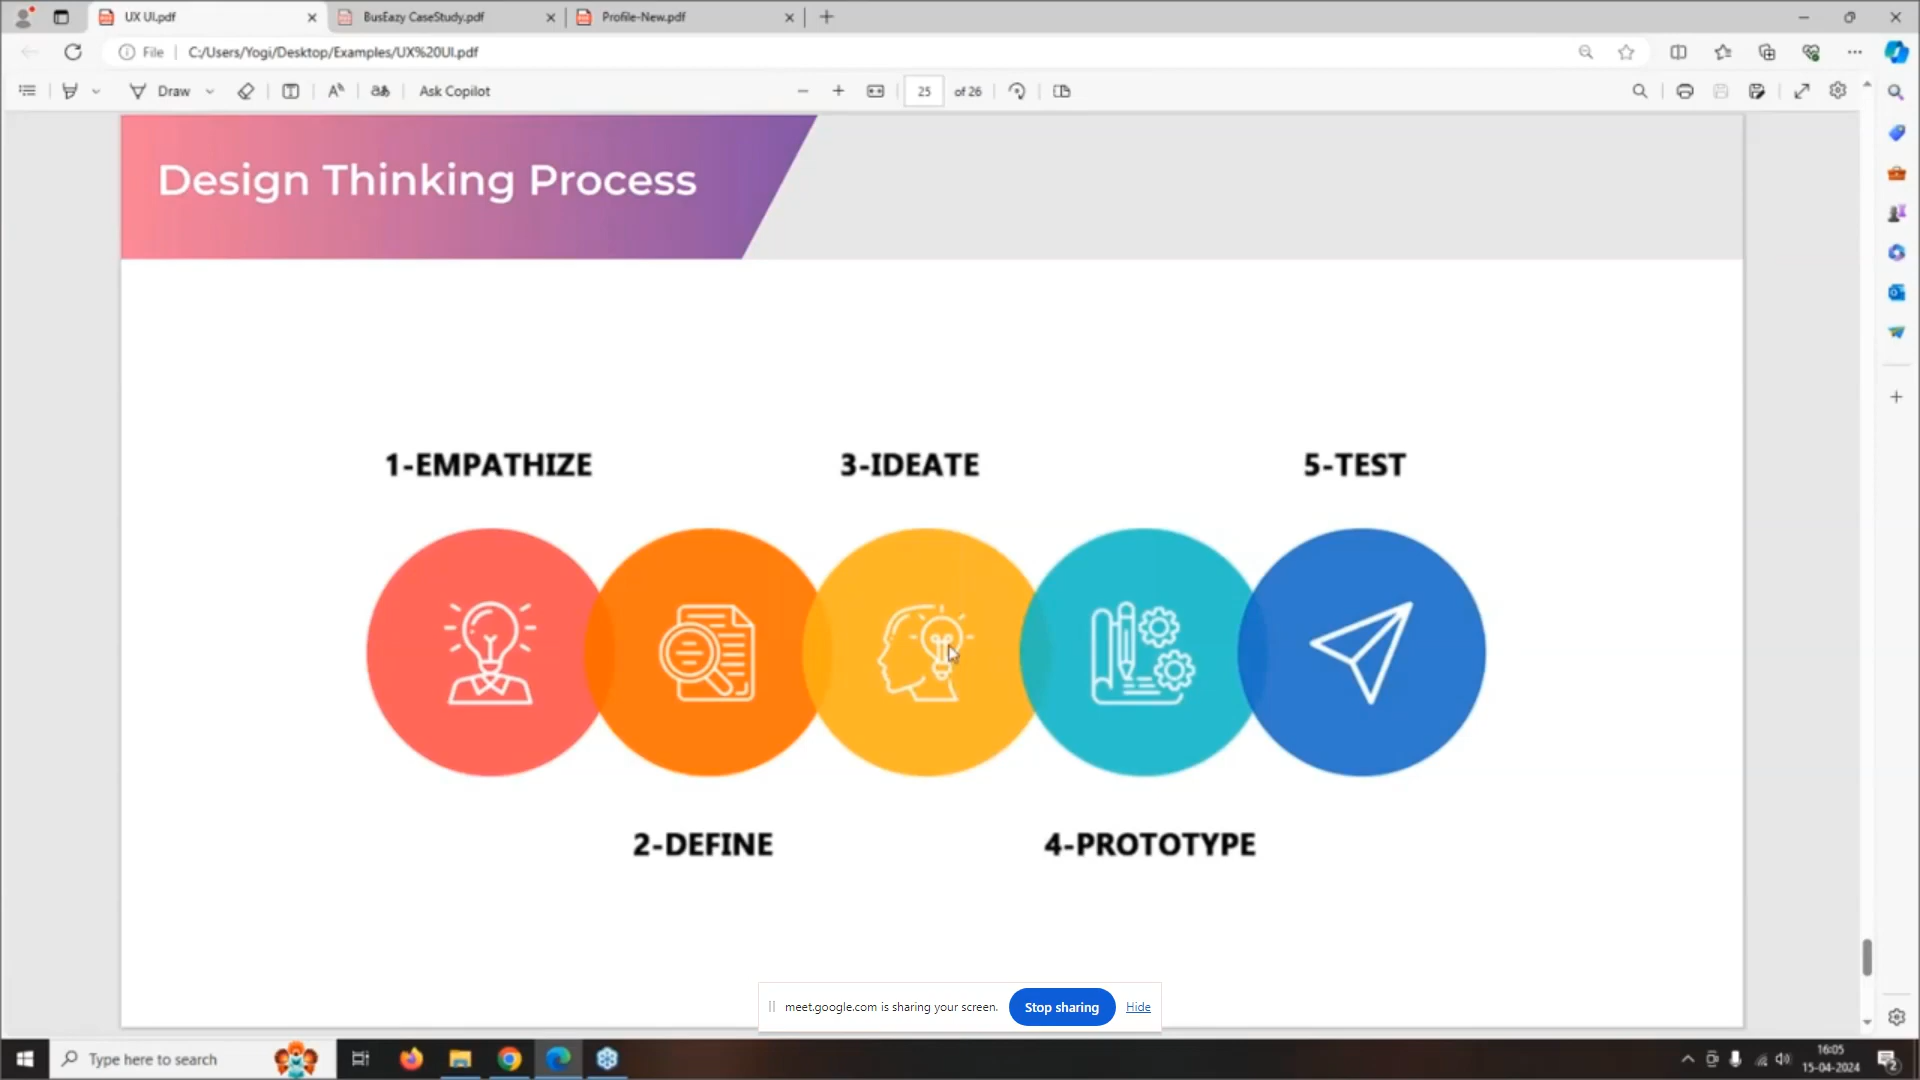 UX UI.pdf
BusEazy CaseStudy.pdf
Profile-New.pdf
File
C:/Users/Yogi/Desktop/Examples/UX%20UI.pdf
Draw
Ask Copilot
25
of 26
Design Thinking Process
1-EMPATHIZE
3-IDEATE
5-TEST
2-DEFINE
4-PROTOTYPE
meet.google.com is sharing your screen.
Stop sharing
Hide
Type here to search
16:05
15-04-2024
2